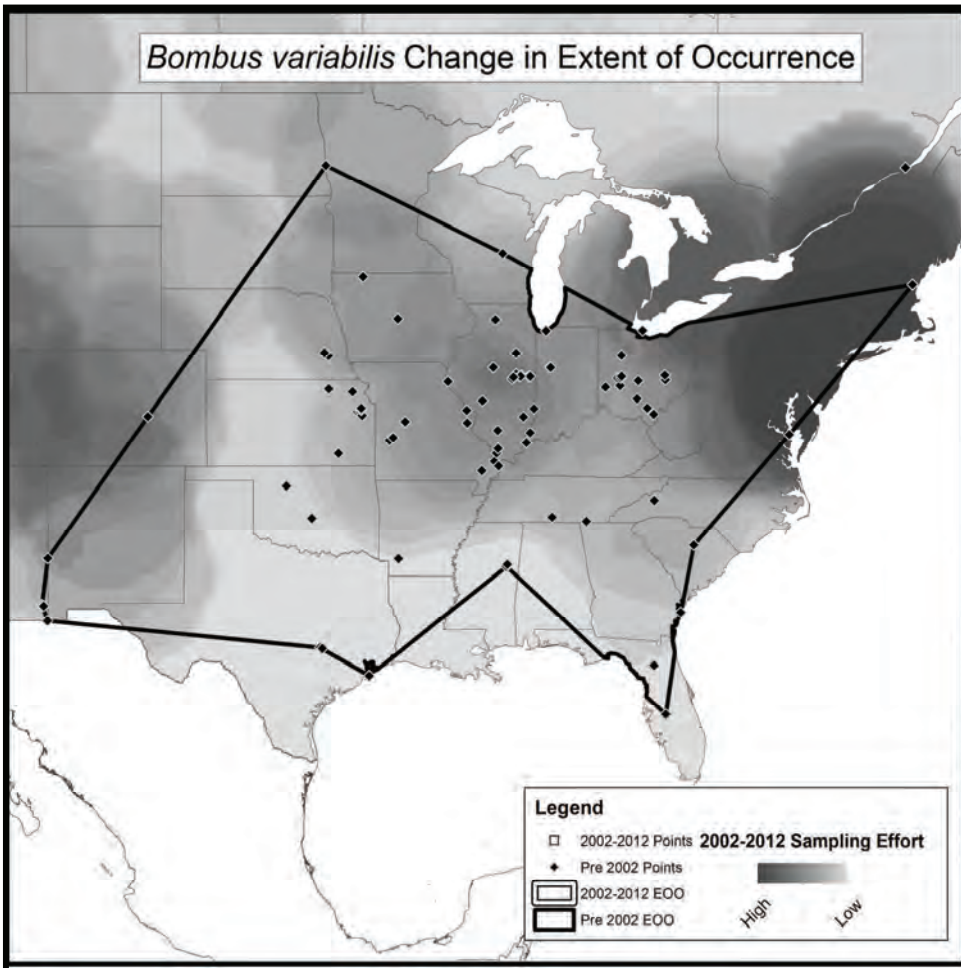 Bombus variabilis Change in Extent of Occurrence
Legend
2002-2012 Points
Pre 2002 Points
2002-2012 EOO
Pre 2002 EOO
2002-2012 Sampling Effort
High
Low